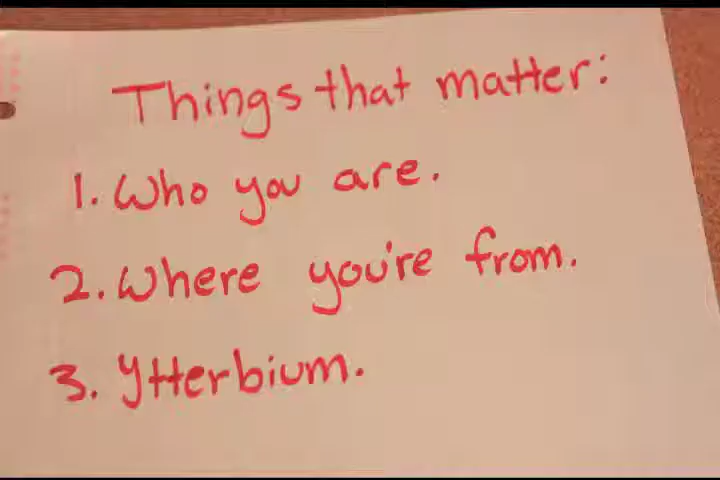 Things that matter:
1. Who you are.
2. Where you're from.
3. Ytterbium.